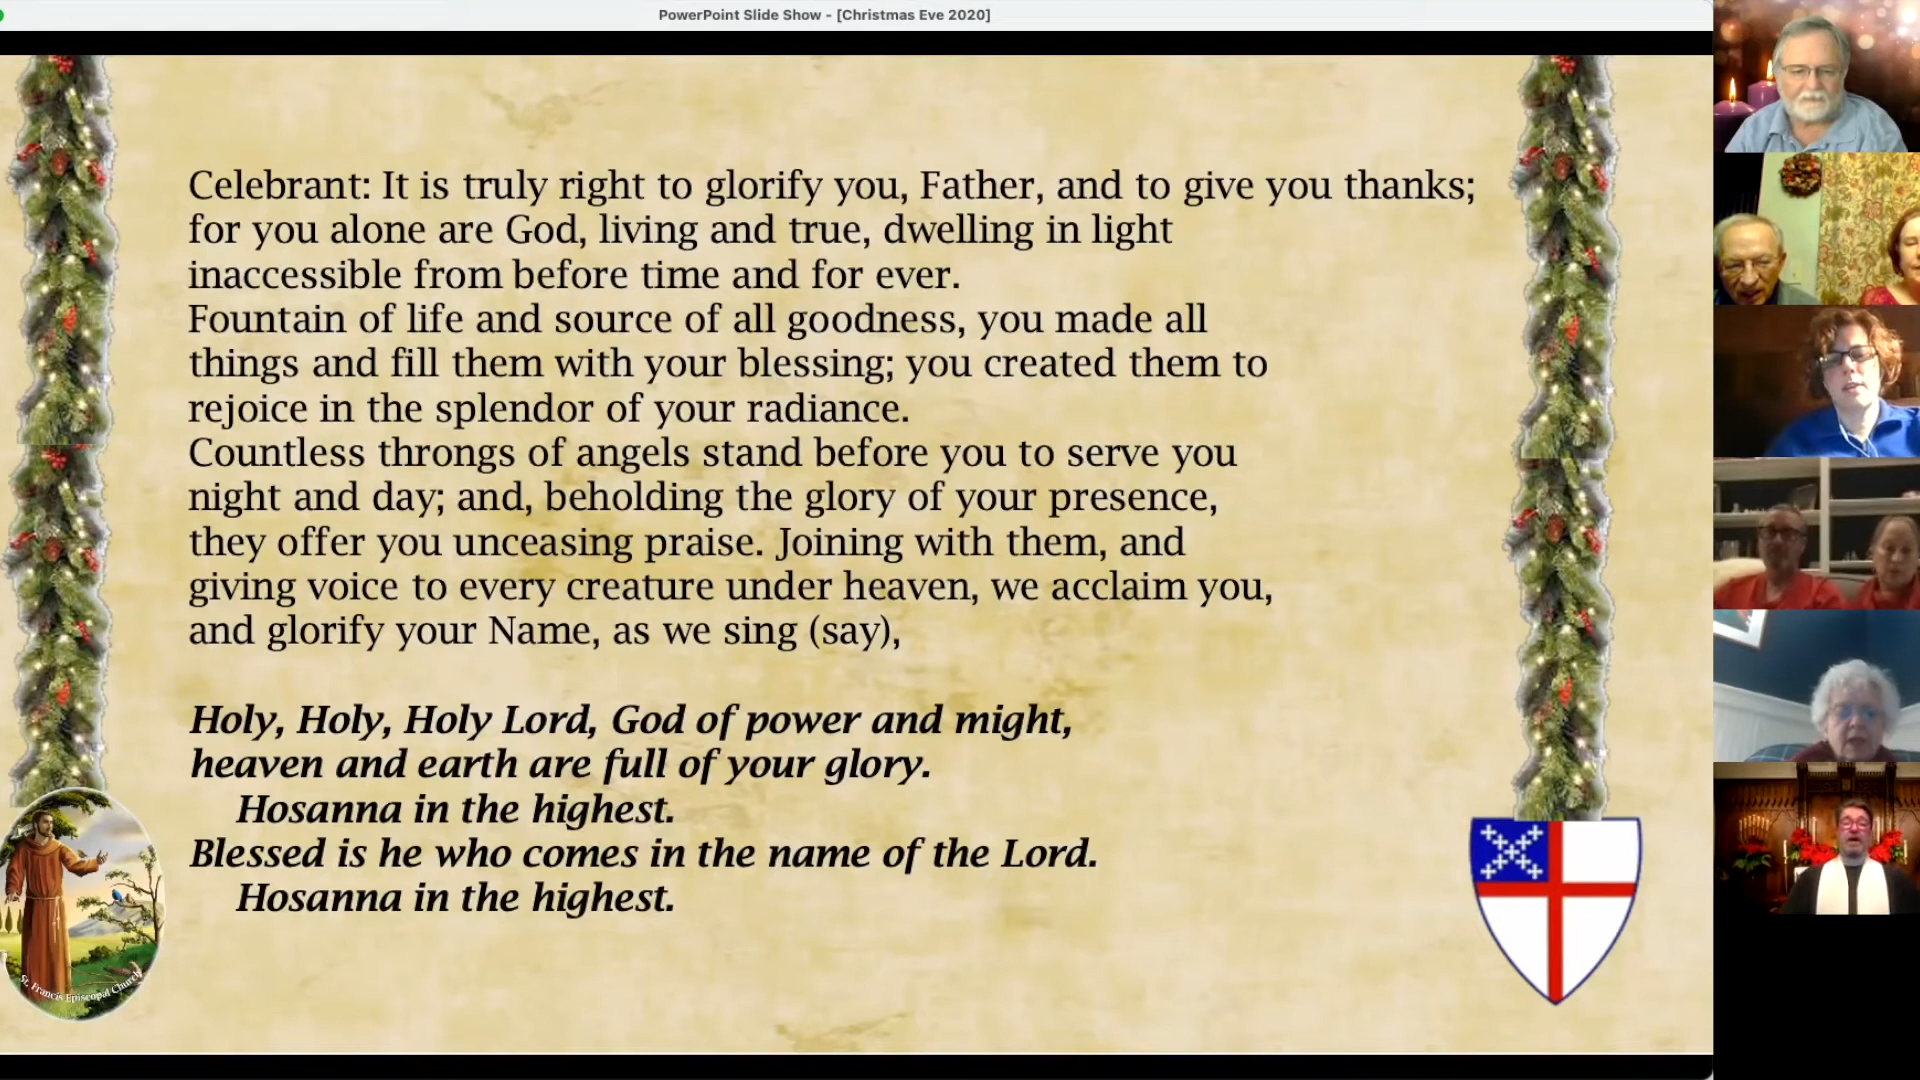 PowerPoint Slide Show - [Christmas Eve 2020]
Celebrant: It is truly right to glorify you, Father, and to give you thanks;
for you alone are God, living and true, dwelling in light
inaccessible from before time and for ever.
Fountain of life and source of all goodness, you made all
things and fill them with your blessing; you created them to
rejoice in the splendor of your radiance.
Countless throngs of angels stand before you to serve you
night and day; and, beholding the glory of your presence,
they offer you unceasing praise. Joining with them, and
giving voice to every creature under heaven, we acclaim you,
and glorify your Name, as we sing (say),
Holy, Holy, Holy Lord, God of power and might,
heaven and earth are full of your glory.
Hosanna in the highest.
Blessed is he who comes in the name of the Lord.
Hosanna in the highest.
St. Francis Episcopal Church